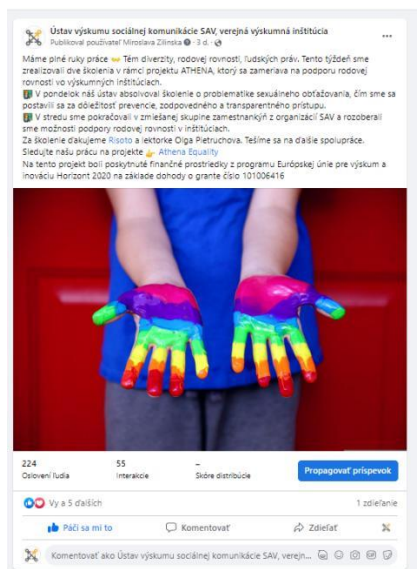 Ústav výskumu sociálnej komunikácie SAV, verejná výskumná
inštitúcia
Publikoval používateľ Miroslava Zilinska · 3 d. ·
Máme plné ruky práce Tém diverzity, rodovej rovnosti, ľudských práv. Tento týždeň sme
zrealizovali dve školenia v rámci projektu ATHENA, ktorý sa zameriava na podporu rodovej
rovnosti vo výskumných inštitúciach.
V pondelok náš ústav absolvoval školenie o problematike sexuálneho obťažovania, čím sme sa
postavili sa za dôležitosť prevencie, zodpovedného a transparentného prístupu.
V stredu sme pokračovali v zmiešanej skupine zamestnankýň z organizácií SAV a rozoberali
sme možnosti podpory rodovej rovnosti v inštitúciach.
Za školenie ďakujeme Risoto a lektorke Olga Pietruchova. Tešíme sa na ďalšie spolupráce.
Sledujte našu prácu na projekte Athena Equality
Na tento projekt boli poskytnuté finančné prostriedky z programu Európskej únie pre výskum a
inováciu Horizont 2020 na základe dohody o grante číslo 101006416
224 55 –
Oslovení ľudia Interakcie Skóre distribúcie
Propagovať príspevok
Vy a 5 ďalších 1 zdieľanie
Páči sa mi to Komentovať Zdieľať
Komentovať ako Ústav výskumu sociálnej komunikácie SAV, verejn...